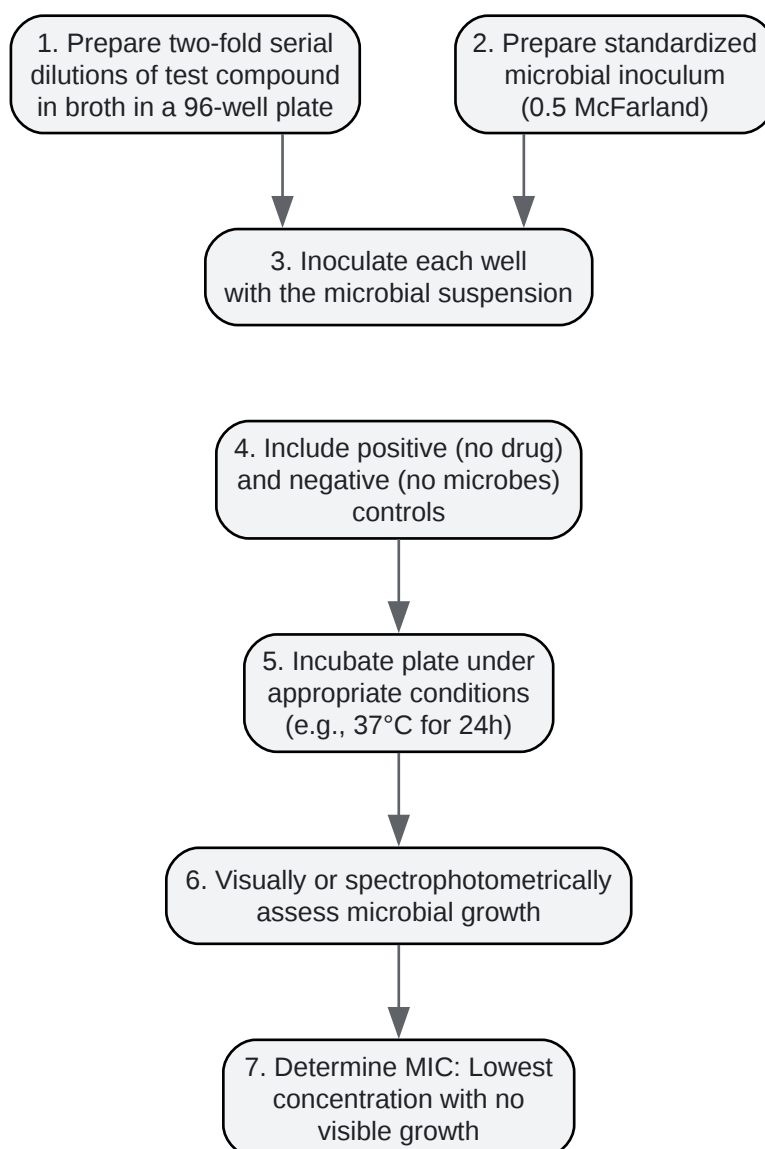 1. Prepare two-fold serial
dilutions of test compound
in broth in a 96-well plate
2. Prepare standardized
microbial inoculum
(0.5 McFarland)
3. Inoculate each well
with the microbial suspension
4. Include positive (no drug)
and negative (no microbes)
controls
5. Incubate plate under
appropriate conditions
(e.g., 37°C for 24h)
6. Visually or spectrophotometrically
assess microbial growth
7. Determine MIC: Lowest
concentration with no
visible growth